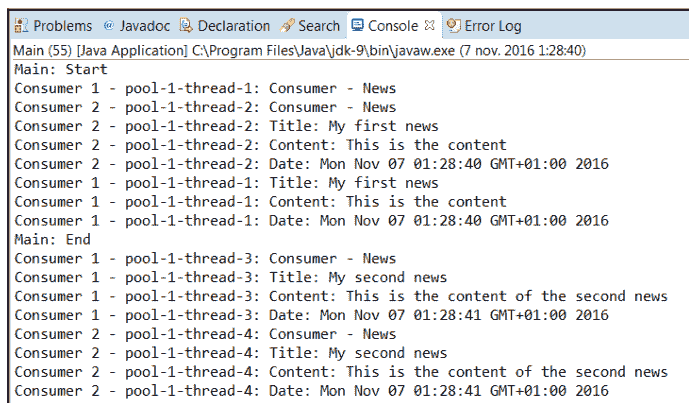 Problems @ Javadoc Declaration Search Console Error Log
Main (55) [Java Application] C:\Program Files\Java\jdk-9\bin\javaw.exe (7 nov. 2016 1:28:40)
Main: Start
Consumer 1 - pool-1-thread-1: Consumer - News
Consumer 2 - pool-1-thread-2: Consumer - News
Consumer 2 - pool-1-thread-2: Title: My first news
Consumer 2 - pool-1-thread-2: Content: This is the content
Consumer 2 - pool-1-thread-2: Date: Mon Nov 07 01:28:40 GMT+01:00 2016
Consumer 1 - pool-1-thread-1: Title: My first news
Consumer 1 - pool-1-thread-1: Content: This is the content
Consumer 1 - pool-1-thread-1: Date: Mon Nov 07 01:28:40 GMT+01:00 2016
Main: End
Consumer 1 - pool-1-thread-3: Consumer - News
Consumer 1 - pool-1-thread-3: Title: My second news
Consumer 1 - pool-1-thread-3: Content: This is the content of the second news
Consumer 1 - pool-1-thread-3: Date: Mon Nov 07 01:28:41 GMT+01:00 2016
Consumer 2 - pool-1-thread-4: Consumer - News
Consumer 2 - pool-1-thread-4: Title: My second news
Consumer 2 - pool-1-thread-4: Content: This is the content of the second news
Consumer 2 - pool-1-thread-4: Date: Mon Nov 07 01:28:41 GMT+01:00 2016